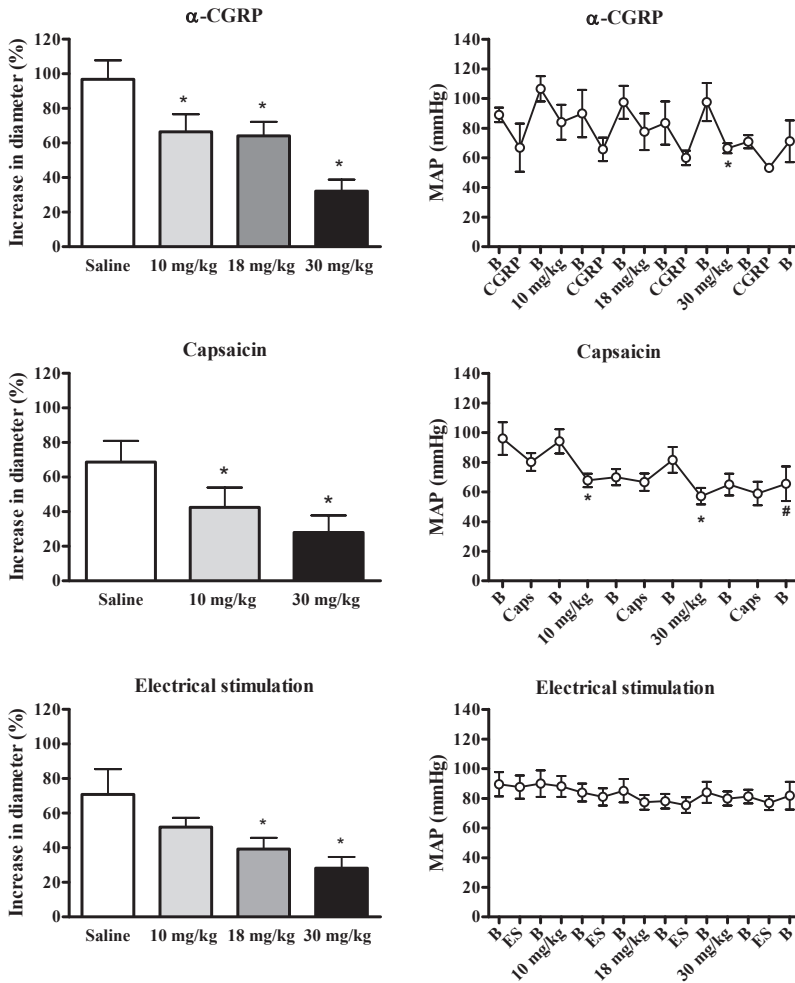 α-CGRP
Increase in diameter (%)
120
100
80
60
40
20
0
*
*
*
Saline
10 mg/kg
18 mg/kg
30 mg/kg
α-CGRP
MAP (mmHg)
140
120
100
80
60
40
20
0
*
B
CGRP
B
10 mg/kg
B
CGRP
B
18 mg/kg
B
CGRP
B
30 mg/kg
B
CGRP
B
Capsaicin
Increase in diameter (%)
120
100
80
60
40
20
0
*
*
Saline
10 mg/kg
30 mg/kg
Capsaicin
MAP (mmHg)
140
120
100
80
60
40
20
0
*
*
#
B
Caps
B
10 mg/kg
B
Caps
B
30 mg/kg
B
Caps
B
Electrical stimulation
Increase in diameter (%)
120
100
80
60
40
20
0
*
*
Saline
10 mg/kg
18 mg/kg
30 mg/kg
Electrical stimulation
MAP (mmHg)
140
120
100
80
60
40
20
0
B
ES
B
10 mg/kg
B
ES
B
18 mg/kg
B
ES
B
30 mg/kg
B
ES
B